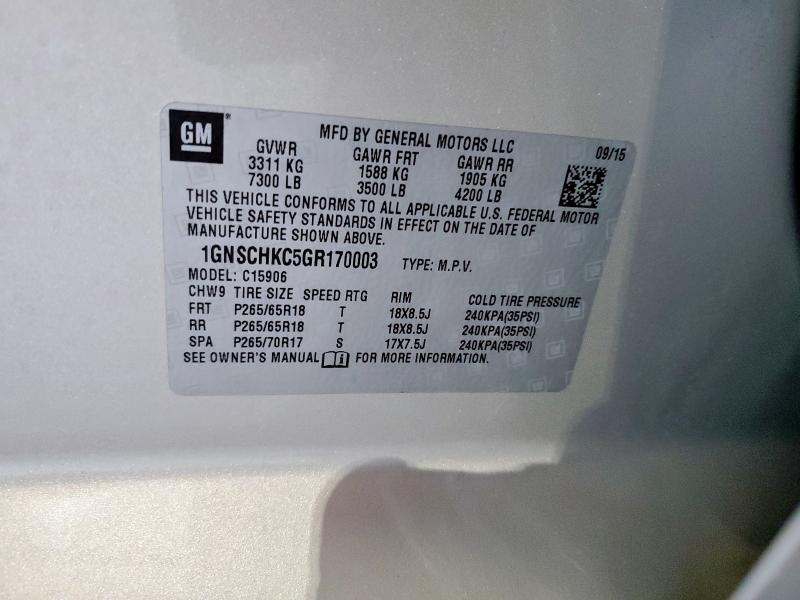 GM
MFD BY GENERAL MOTORS LLC
09/15
GVWR GAWR FRT GAWR RR
3311 KG 1588 KG 1905 KG
7300 LB 3500 LB 4200 LB
THIS VEHICLE CONFORMS TO ALL APPLICABLE U.S. FEDERAL MOTOR
VEHICLE SAFETY STANDARDS IN EFFECT ON THE DATE OF
MANUFACTURE SHOWN ABOVE.
1GNSCHKC5GR170003 TYPE: M.P.V.
MODEL: C15906
CHW9 TIRE SIZE SPEED RTG RIM COLD TIRE PRESSURE
FRT P265/65R18 T 18X8.5J 240KPA(35PSI)
RR P265/65R18 T 18X8.5J 240KPA(35PSI)
SPA P265/70R17 S 17X7.5J 240KPA(35PSI)
SEE OWNER'S MANUAL i FOR MORE INFORMATION.